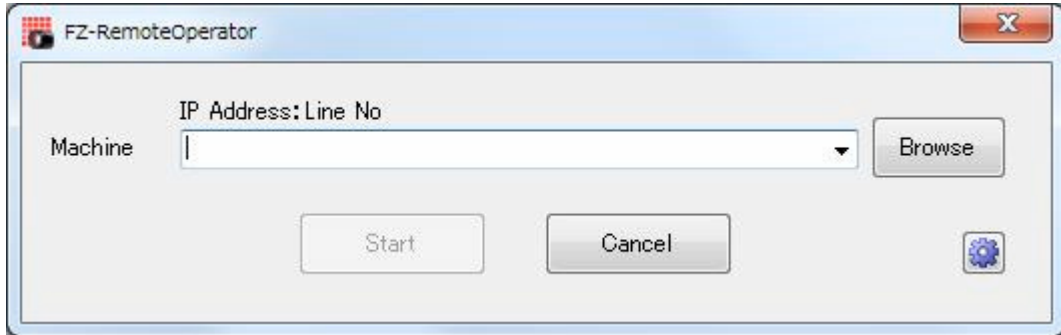 FZ-RemoteOperator
IP Address:Line No
Machine
Browse
Start
Cancel